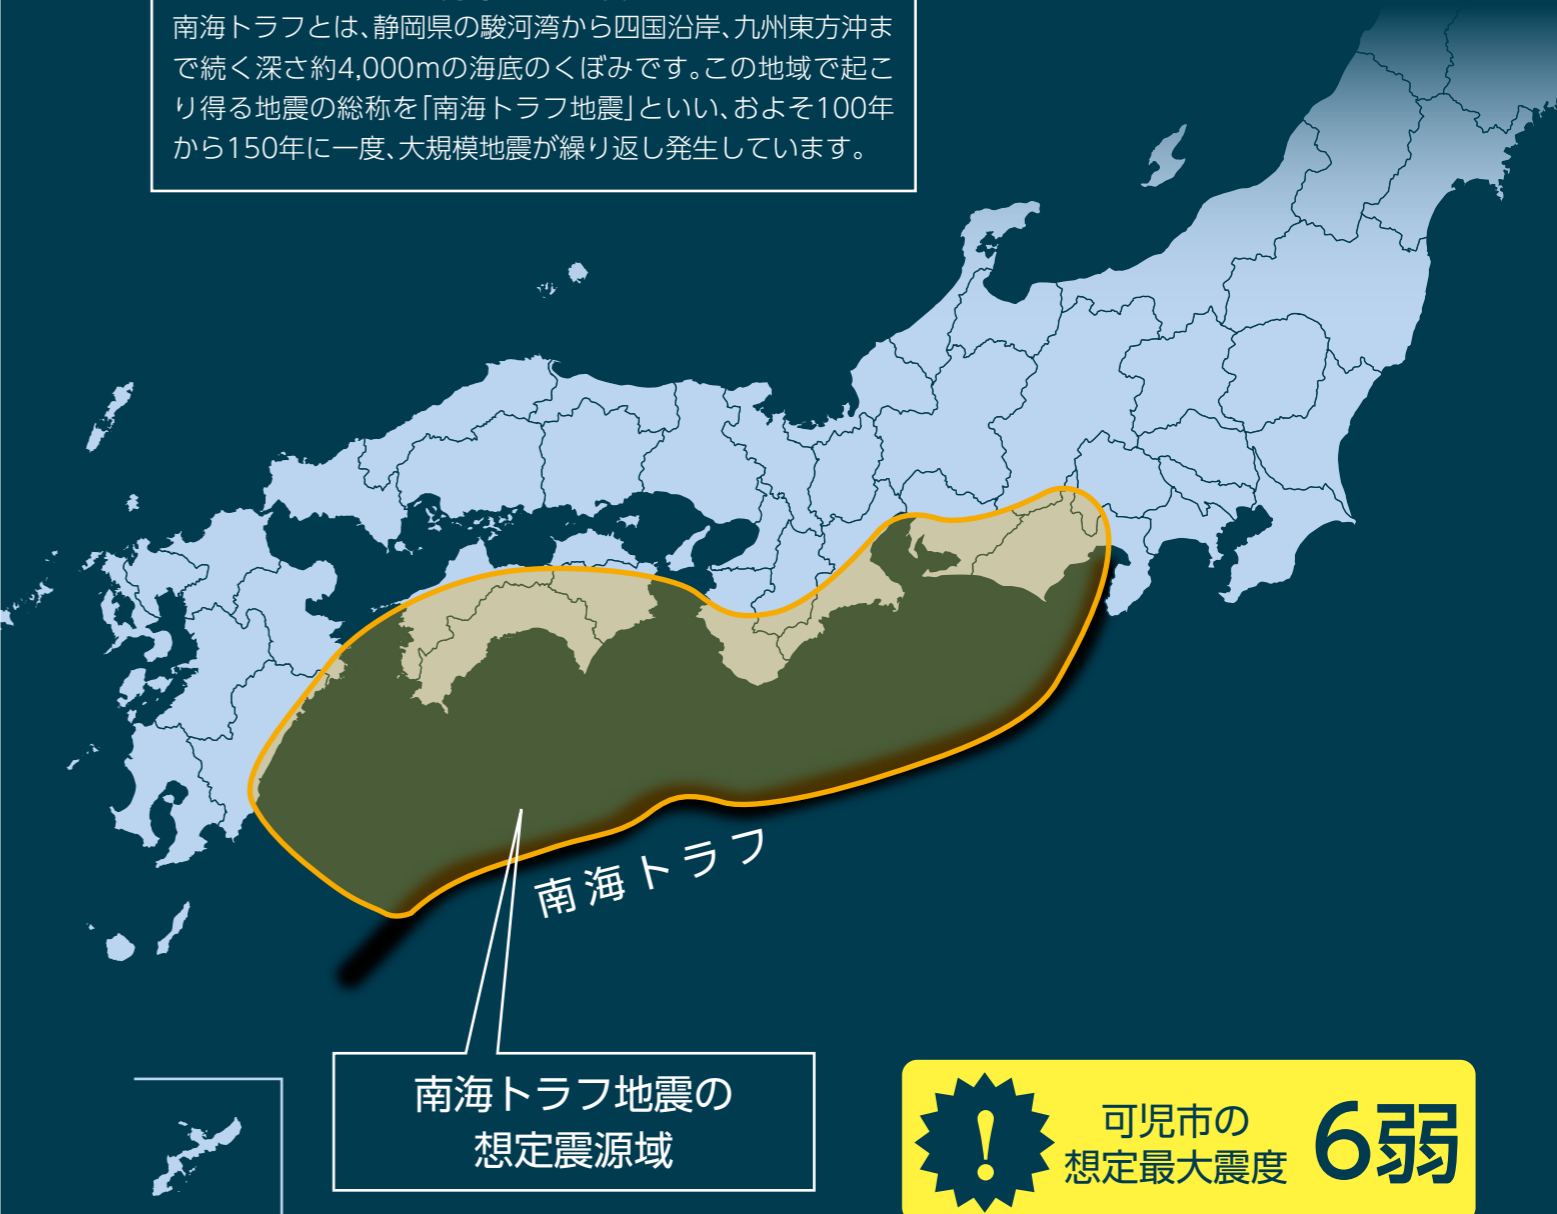 南海トラフとは、静岡県の駿河湾から四国沿岸、九州東方沖ま
で続く深さ約4,000mの海底のくぼみです。この地域で起こ
り得る地震の総称を「南海トラフ地震」といい、およそ100年
から150年に一度、大規模地震が繰り返し発生しています。
南海トラフ
南海トラフ地震の
想定震源域
!
可児市の
想定最大震度
6弱